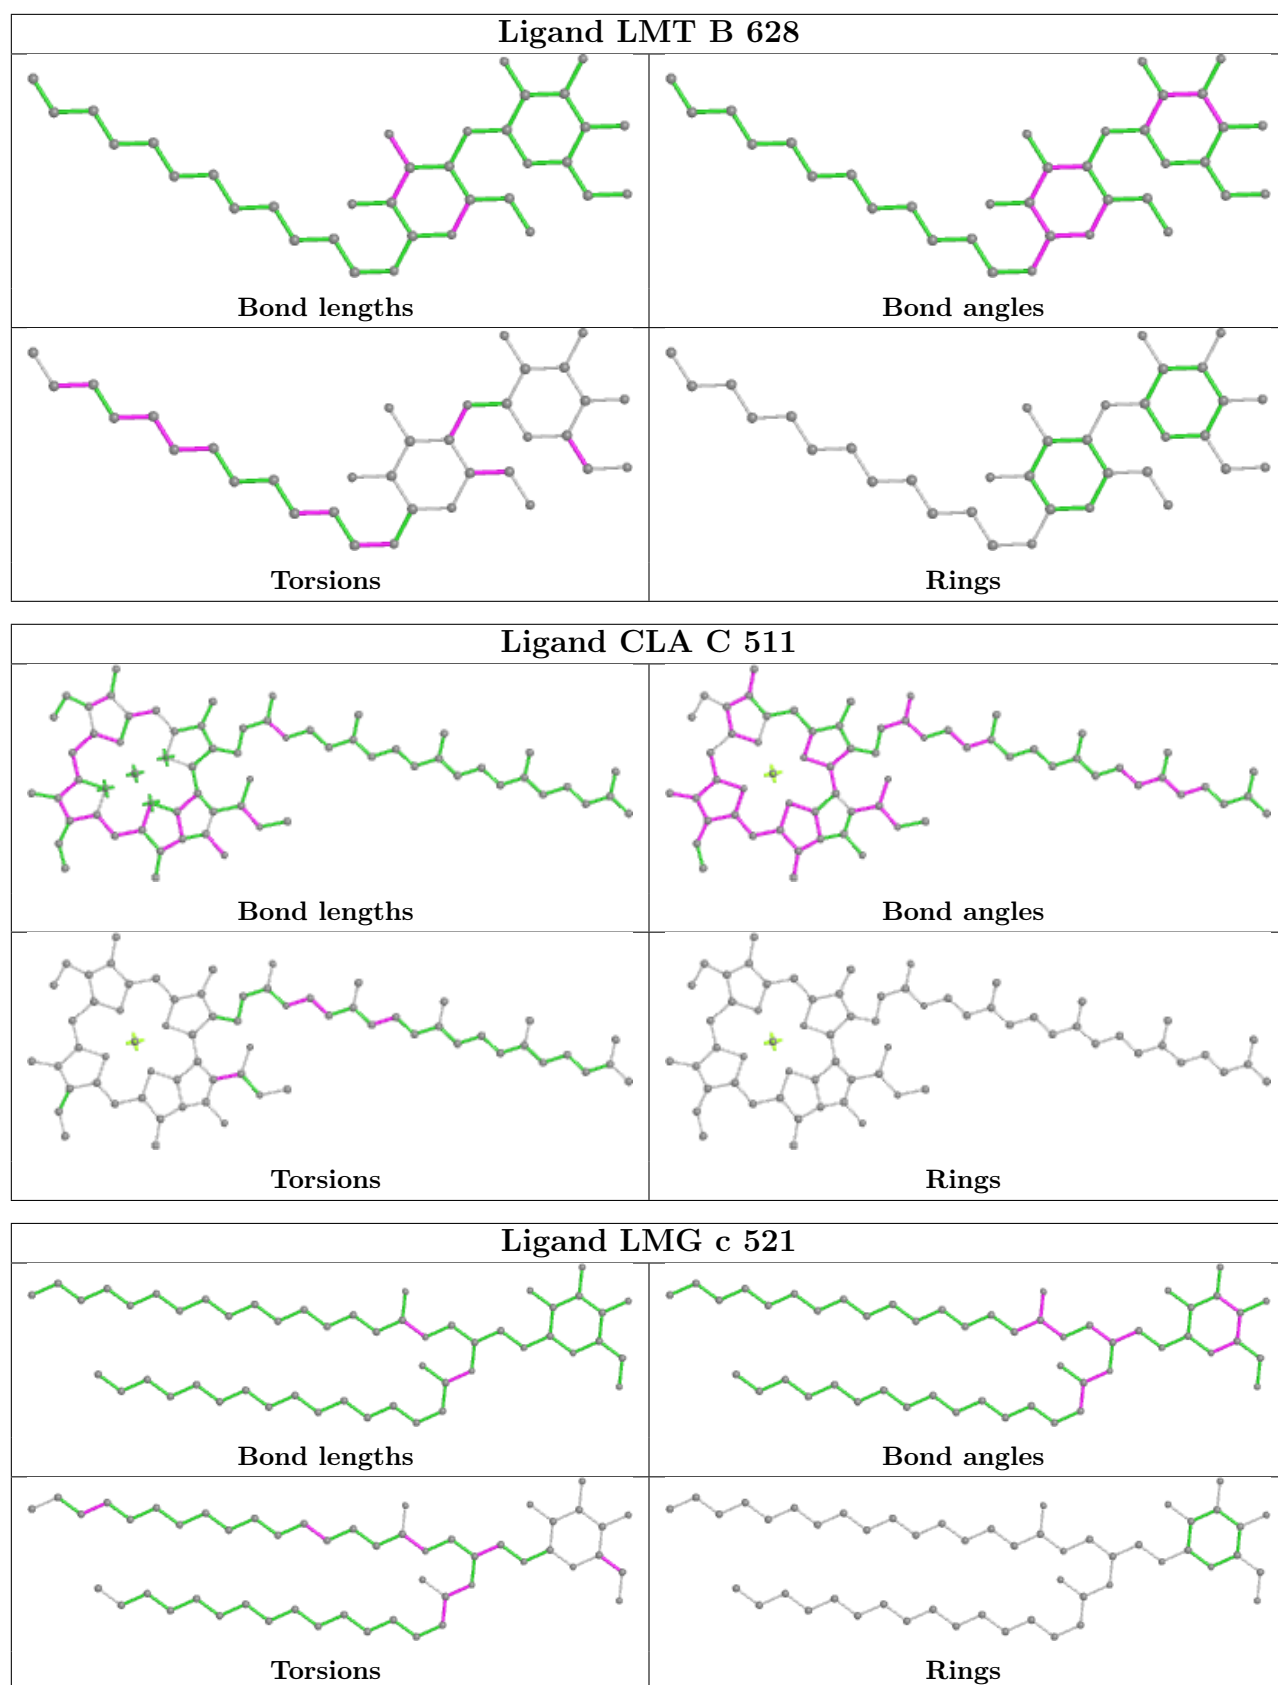 Ligand LMT B 628
Bond lengths
Bond angles
Torsions
Rings
Ligand CLA C 511
Bond lengths
Bond angles
Torsions
Rings
Ligand LMG c 521
Bond lengths
Bond angles
Torsions
Rings